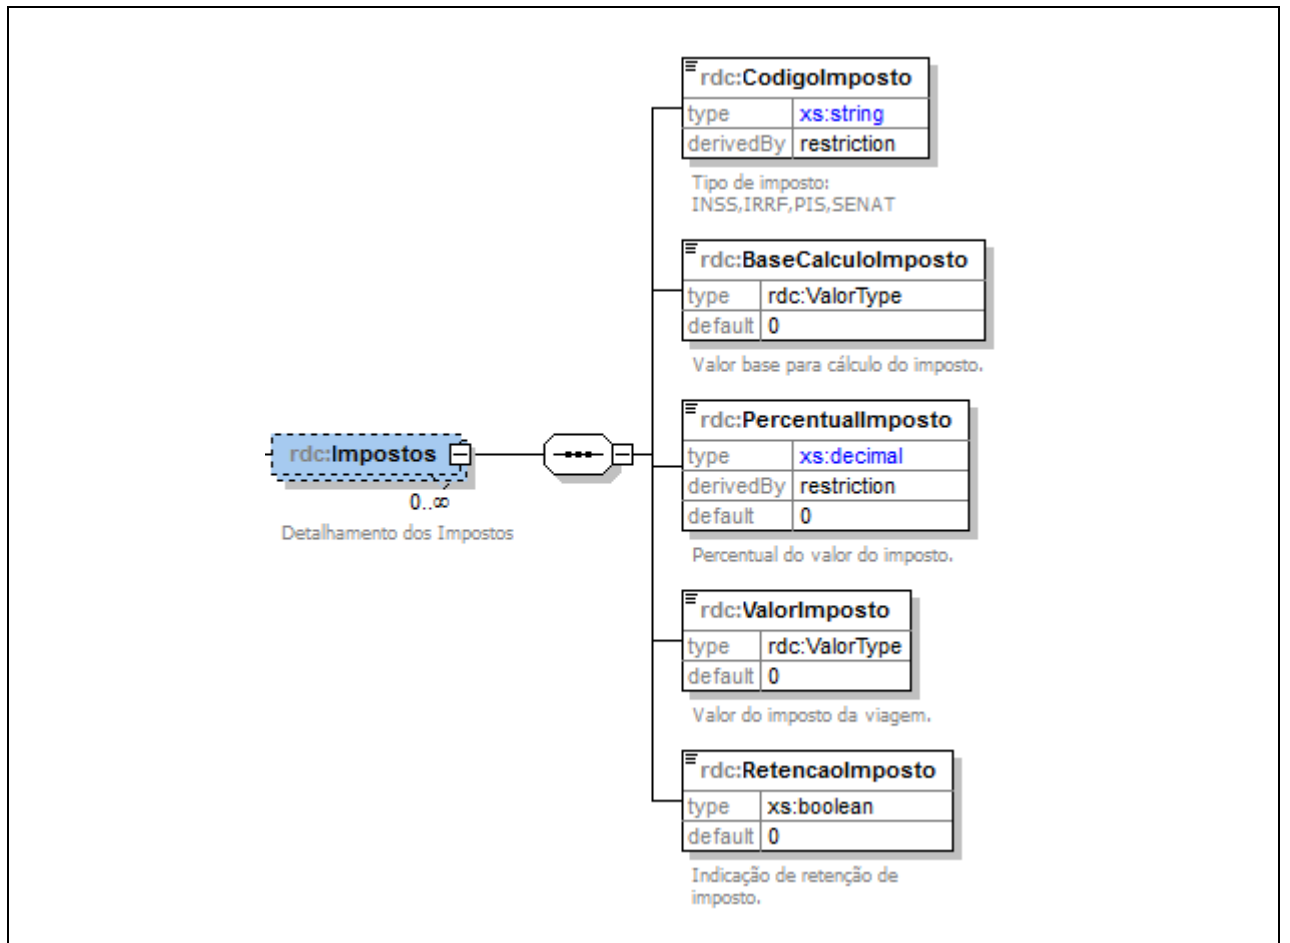 rdc:CodigoImposto
type xs:string
derivedBy restriction
Tipo de imposto:
INSS,IRRF,PIS,SENAT
rdc:BaseCalculoImposto
type rdc:ValorType
default 0
Valor base para cálculo do imposto.
rdc:PercentualImposto
type xs:decimal
derivedBy restriction
default 0
Percentual do valor do imposto.
rdc:Impostos
0..∞
Detalhamento dos Impostos
rdc:ValorImposto
type rdc:ValorType
default 0
Valor do imposto da viagem.
rdc:RetencaoImposto
type xs:boolean
default 0
Indicação de retenção de
imposto.